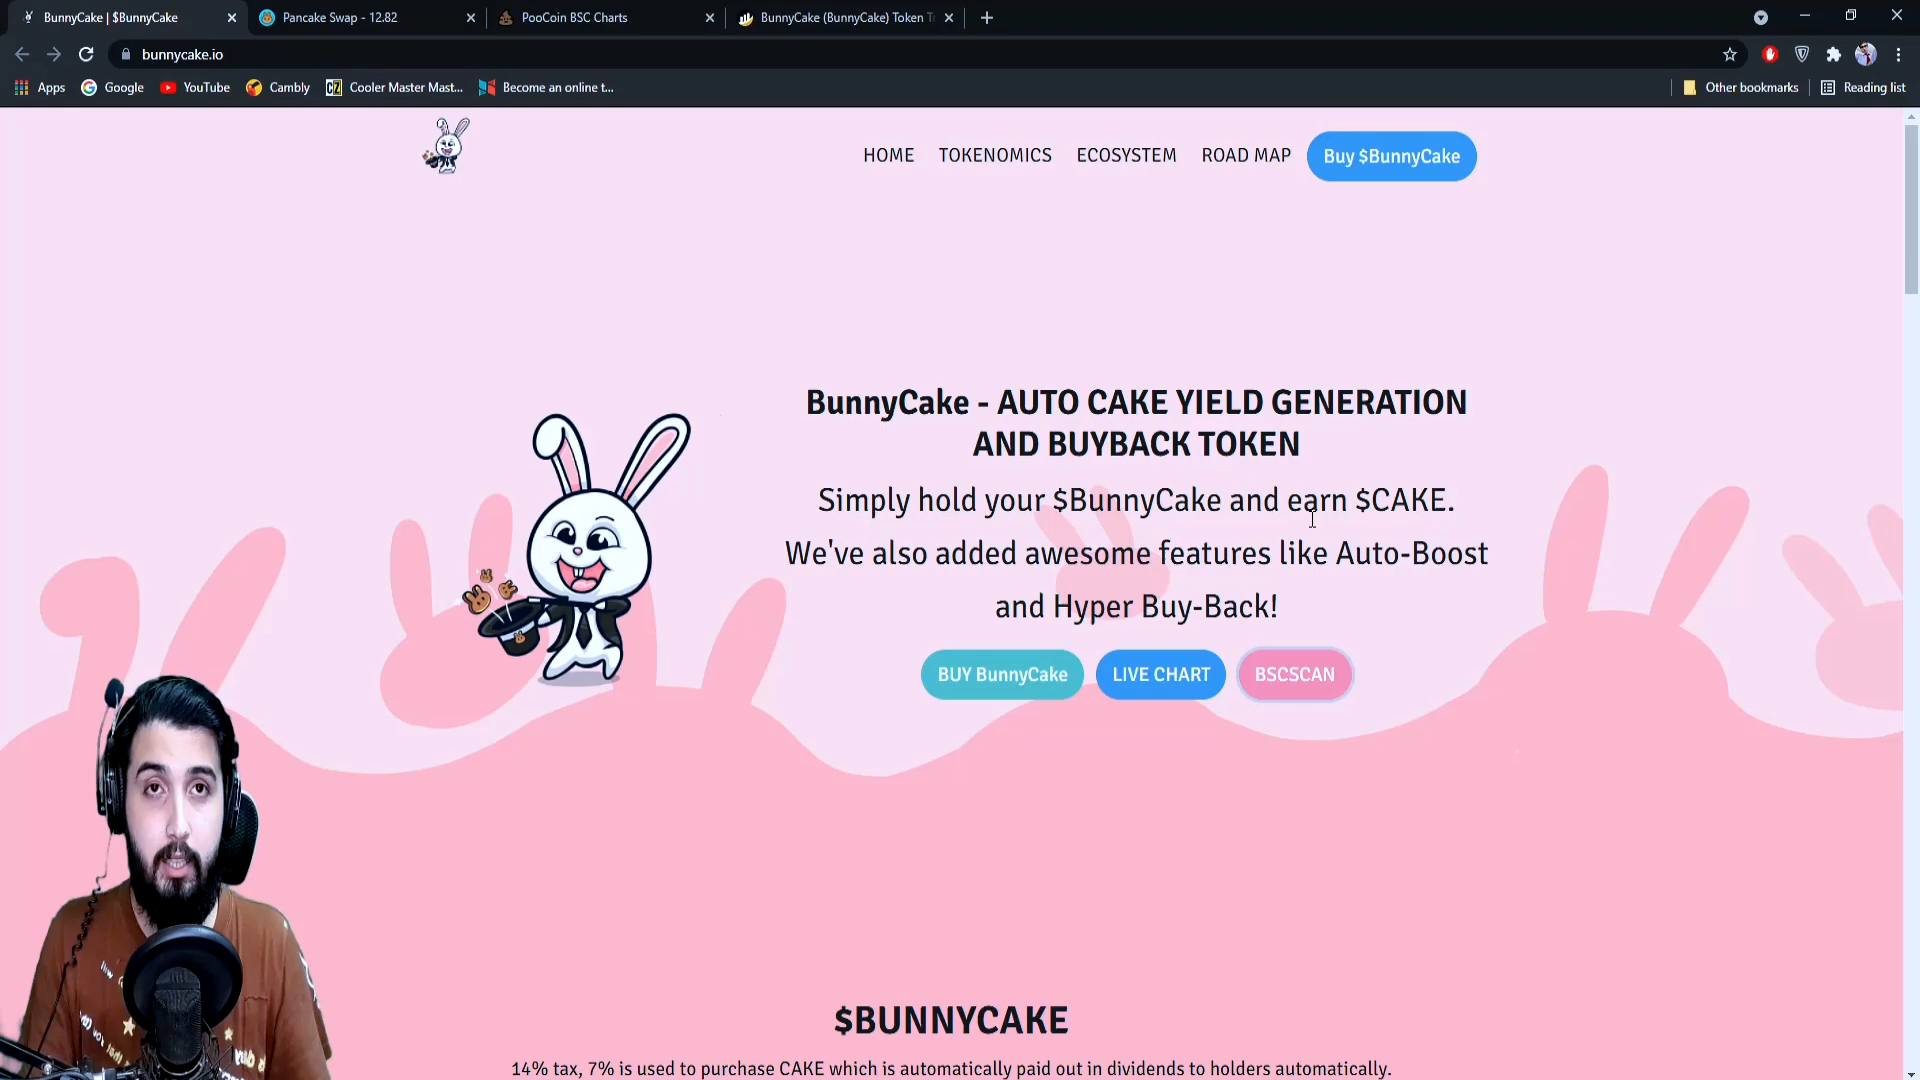 BunnyCake | $BunnyCake
Pancake Swap - 12.82
PooCoin BSC Charts
BunnyCake (BunnyCake) Token T
bunnycake.io
Apps
Google
YouTube
Cambly
Cooler Master Mast...
Become an online t...
Other bookmarks
Reading list
HOME
TOKENOMICS
ECOSYSTEM
ROAD MAP
Buy $BunnyCake
BunnyCake - AUTO CAKE YIELD GENERATION
AND BUYBACK TOKEN
Simply hold your $BunnyCake and earn $CAKE.
We've also added awesome features like Auto-Boost
and Hyper Buy-Back!
BUY BunnyCake
LIVE CHART
BSCSCAN
$BUNNYCAKE
14% tax, 7% is used to purchase CAKE which is automatically paid out in dividends to holders automatically.